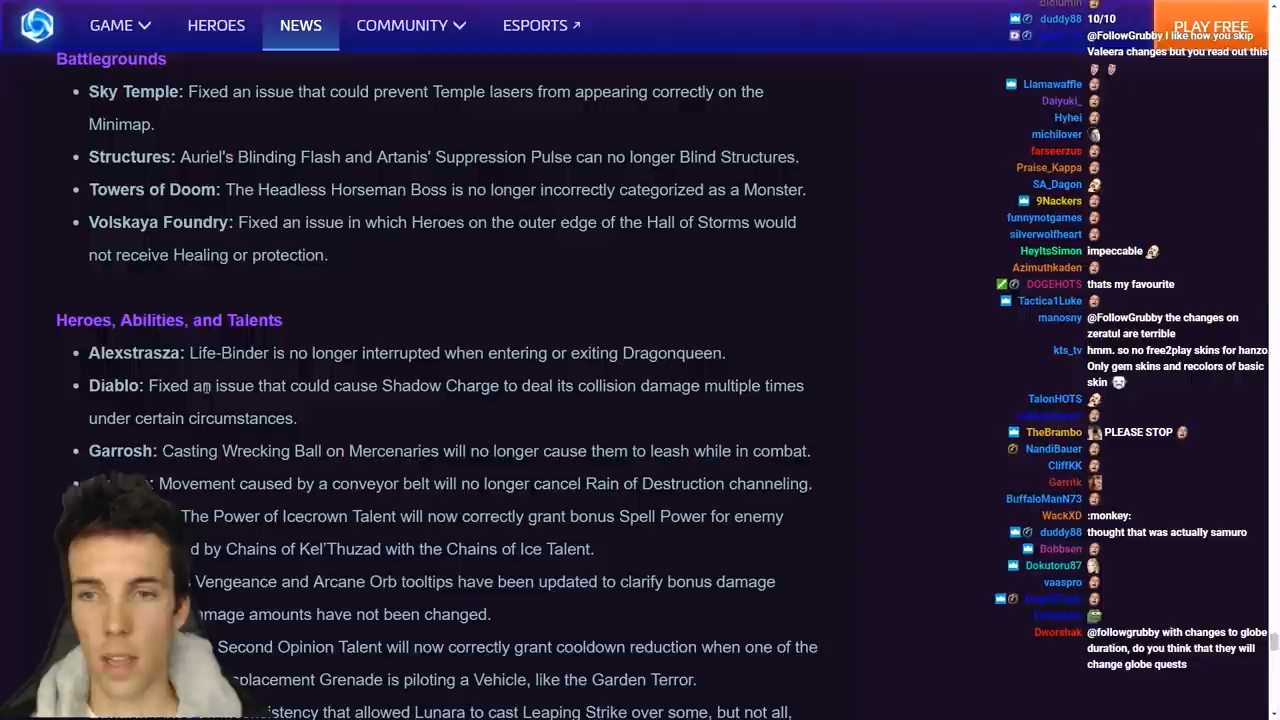 GAME
HEROES
NEWS
COMMUNITY
ESPORTS
PLAY FREE
Battlegrounds
Sky Temple: Fixed an issue that could prevent Temple lasers from appearing correctly on the
Minimap.
Structures: Auriel's Blinding Flash and Artanis' Suppression Pulse can no longer Blind Structures.
Towers of Doom: The Headless Horseman Boss is no longer incorrectly categorized as a Monster.
Volskaya Foundry: Fixed an issue in which Heroes on the outer edge of the Hall of Storms would
not receive Healing or protection.
Heroes, Abilities, and Talents
Alexstrasza: Life-Binder is no longer interrupted when entering or exiting Dragonqueen.
Diablo: Fixed an issue that could cause Shadow Charge to deal its collision damage multiple times
under certain circumstances.
Garrosh: Casting Wrecking Ball on Mercenaries will no longer cause them to leash while in combat.
Movement caused by a conveyor belt will no longer cancel Rain of Destruction channeling.
The Power of Icecrown Talent will now correctly grant bonus Spell Power for enemy
d by Chains of Kel'Thuzad with the Chains of Ice Talent.
Vengeance and Arcane Orb tooltips have been updated to clarify bonus damage
mage amounts have not been changed.
Second Opinion Talent will now correctly grant cooldown reduction when one of the
placement Grenade is piloting a Vehicle, like the Garden Terror.
sistency that allowed Lunara to cast Leaping Strike over some, but not all,
duddy88 10/10
@FollowGrubby I like how you skip
Valeera changes but you read out this
Llamawaffle
Daiyuki_
Hyhei
michilover
farseerzus
Praise_Kappa
SA_Dagon
9Nackers
funnynotgames
silverwolfheart
HeyItsSimon impeccable
Azimuthkaden
DOGEHOTS thats my favourite
Tactica1Luke
manosny @FollowGrubby the changes on
zeratul are terrible
kts_tv hmm. so no free2play skins for hanzo.
Only gem skins and recolors of basic
skin
TalonHOTS
TheBrambo PLEASE STOP
NandiBauer
CliffKK
Gerritk
BuffaloManN73
WackXD :monkey:
duddy88 thought that was actually samuro
Bobbsen
Dokutoru87
vaaspro
Dworshak @followgrubby with changes to globe
duration, do you think that they will
change globe quests